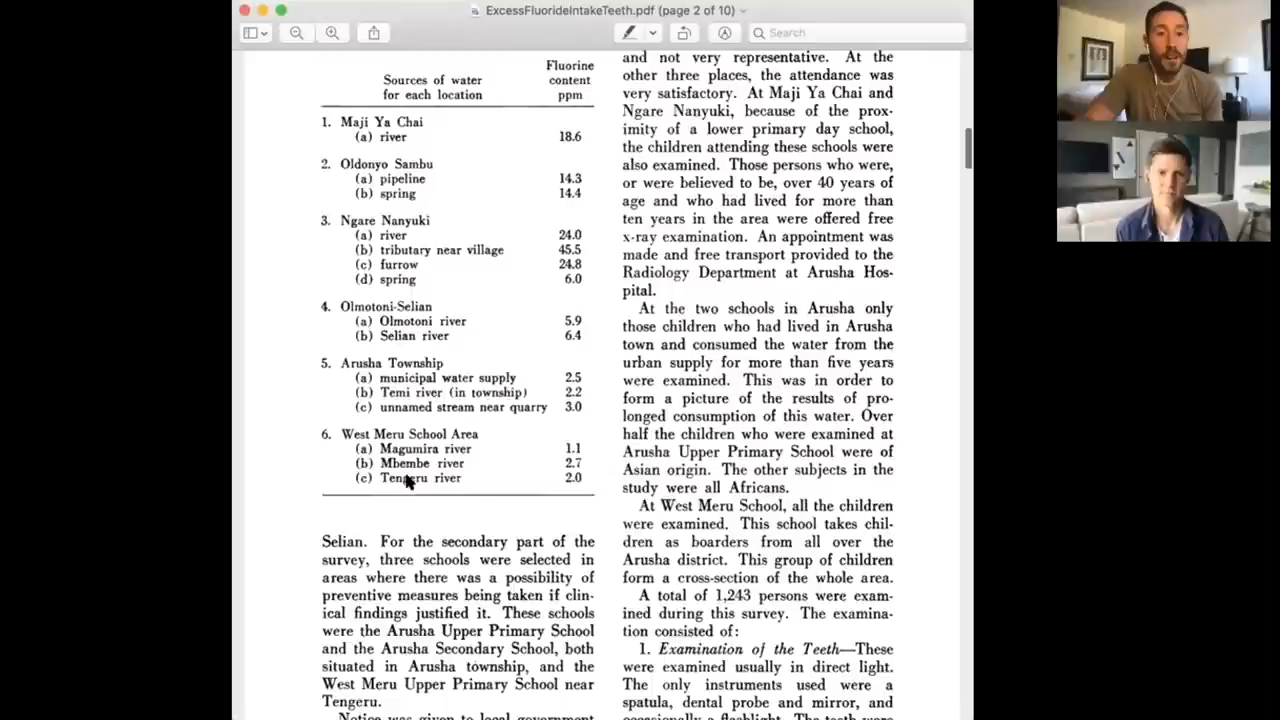 ExcessFluorideIntakeTeeth.pdf (page 2 of 10)
Search
Sources of water
for each location
Fluorine
content
ppm
1. Maji Ya Chai
(a) river 18.6
2. Oldonyo Sambu
(a) pipeline 14.3
(b) spring 14.4
3. Ngare Nanyuki
(a) river 24.0
(b) tributary near village 45.5
(c) furrow 24.8
(d) spring 6.0
4. Olmotoni-Selian
(a) Olmotoni river 5.9
(b) Selian river 6.4
5. Arusha Township
(a) municipal water supply 2.5
(b) Temi river (in township) 2.2
(c) unnamed stream near quarry 3.0
6. West Meru School Area
(a) Magumira river 1.1
(b) Mbembe river 2.7
(c) Tengeru river 2.0
Selian. For the secondary part of the
survey, three schools were selected in
areas where there was a possibility of
preventive measures being taken if clin-
ical findings justified it. These schools
were the Arusha Upper Primary School
and the Arusha Secondary School, both
situated in Arusha township, and the
West Meru Upper Primary School near
Tengeru.
Notice was given to local government
and not very representative. At the
other three places, the attendance was
very satisfactory. At Maji Ya Chai and
Ngare Nanyuki, because of the prox-
imity of a lower primary day school,
the children attending these schools were
also examined. Those persons who were,
or were believed to be, over 40 years of
age and who had lived for more than
ten years in the area were offered free
x-ray examination. An appointment was
made and free transport provided to the
Radiology Department at Arusha Hos-
pital.
At the two schools in Arusha only
those children who had lived in Arusha
town and consumed the water from the
urban supply for more than five years
were examined. This was in order to
form a picture of the results of pro-
longed consumption of this water. Over
half the children who were examined at
Arusha Upper Primary School were of
Asian origin. The other subjects in the
study were all Africans.
At West Meru School, all the children
were examined. This school takes chil-
dren as boarders from all over the
Arusha district. This group of children
form a cross-section of the whole area.
A total of 1,243 persons were exam-
ined during this survey. The examina-
tion consisted of:
1. Examination of the Teeth—These
were examined usually in direct light.
The only instruments used were a
spatula, dental probe and mirror, and
occasionally a flashlight. The teeth were